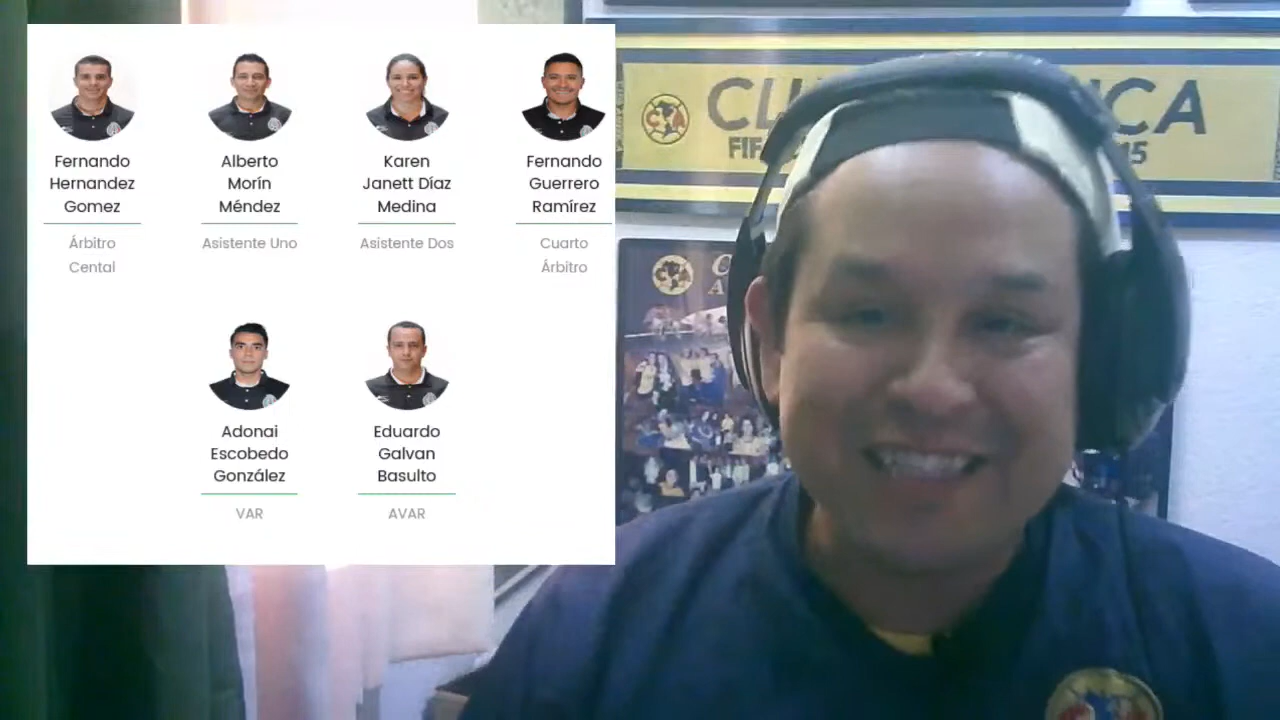 Fernando
Hernandez
Gomez
Árbitro
Cental
Alberto
Morín
Méndez
Asistente Uno
Karen
Janett Díaz
Medina
Asistente Dos
Fernando
Guerrero
Ramírez
Cuarto
Árbitro
Adonai
Escobedo
González
VAR
Eduardo
Galvan
Basulto
AVAR
CA